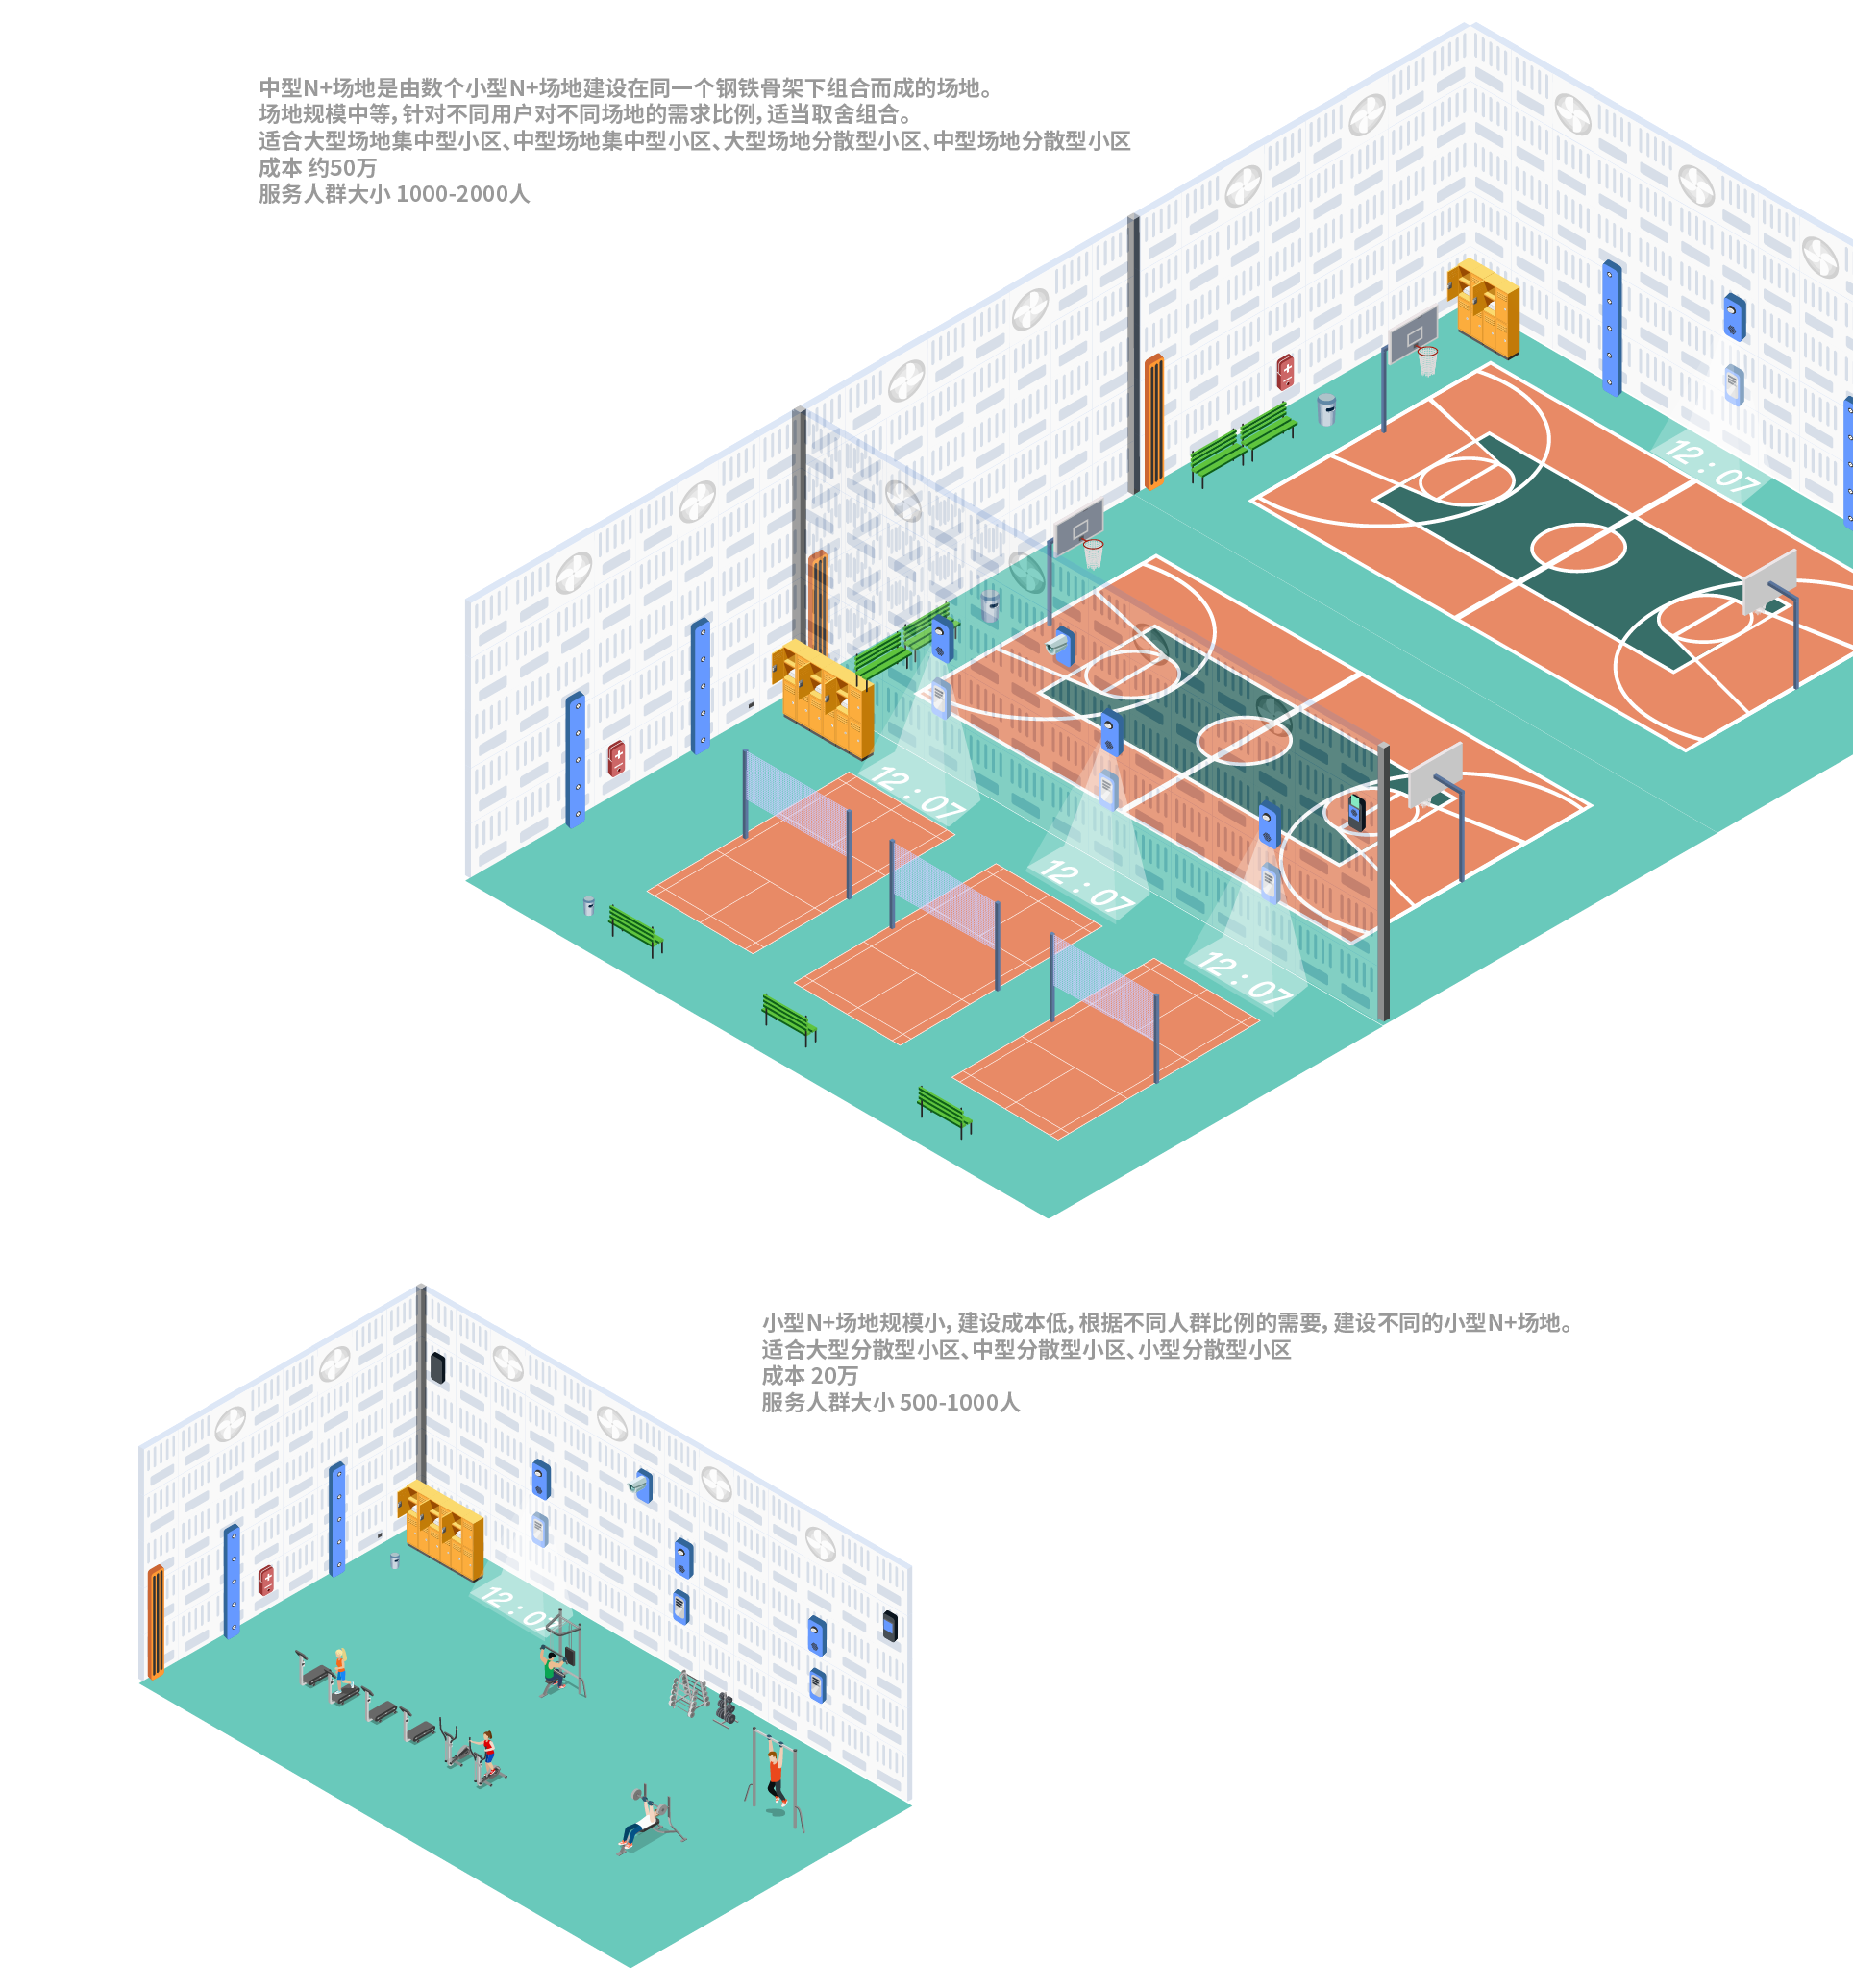 中型N+场地是由数个小型N+场地建设在同一个钢铁骨架下组合而成的场地。
场地规模中等，针对不同用户对不同场地的需求比例，适当取舍组合。
适合大型场地集中型小区、中型场地集中型小区、大型场地分散型小区、中型场地分散型小区
成本 约50万
服务人群大小 1000-2000人
12:07
12:07
12:07
12:07
小型N+场地规模小，建设成本低，根据不同人群比例的需要，建设不同的小型N+场地。
适合大型分散型小区、中型分散型小区、小型分散型小区
成本 20万
服务人群大小 500-1000人
12:07